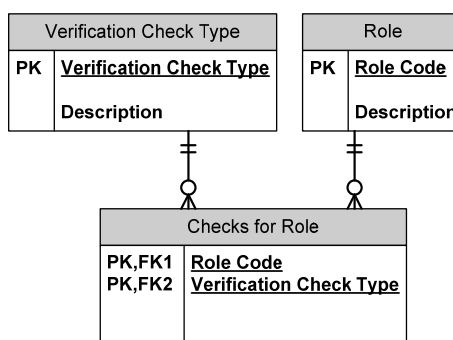 Verification Check Type
PK Verification Check Type
Description
Role
PK Role Code
Description
Checks for Role
PK,FK1 Role Code
PK,FK2 Verification Check Type